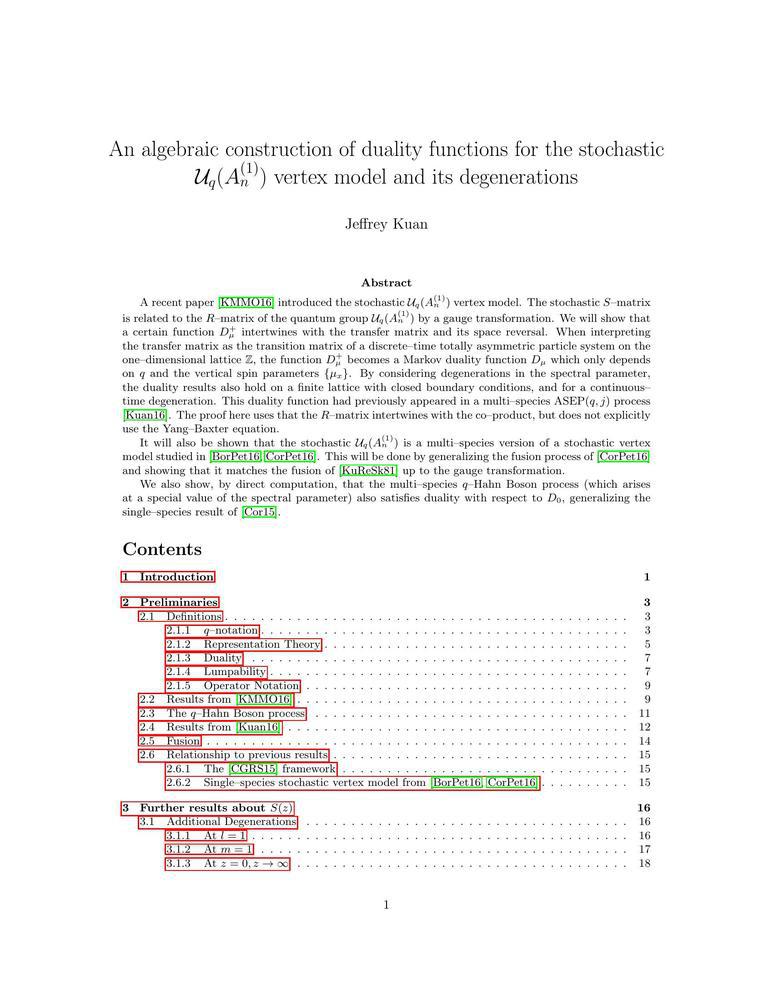 An algebraic construction of duality functions for the stochastic
𝒰_q(A_n^{(1)}) vertex model and its degenerations
Jeffrey Kuan
Abstract
A recent paper [KMMO16] introduced the stochastic 𝒰_q(A_n^{(1)}) vertex model. The stochastic S–matrix
is related to the R–matrix of the quantum group 𝒰_q(A_n^{(1)}) by a gauge transformation. We will show that
a certain function D_μ^+ intertwines with the transfer matrix and its space reversal. When interpreting
the transfer matrix as the transition matrix of a discrete–time totally asymmetric particle system on the
one–dimensional lattice ℤ, the function D_μ^+ becomes a Markov duality function D_μ which only depends
on q and the vertical spin parameters {μ_x}. By considering degenerations in the spectral parameter,
the duality results also hold on a finite lattice with closed boundary conditions, and for a continuous–
time degeneration. This duality function had previously appeared in a multi–species ASEP(q, j) process
[Kuan16]. The proof here uses that the R–matrix intertwines with the co–product, but does not explicitly
use the Yang–Baxter equation.
It will also be shown that the stochastic 𝒰_q(A_n^{(1)}) is a multi–species version of a stochastic vertex
model studied in [BorPet16, CorPet16]. This will be done by generalizing the fusion process of [CorPet16]
and showing that it matches the fusion of [KuReSk81] up to the gauge transformation.
We also show, by direct computation, that the multi–species q–Hahn Boson process (which arises
at a special value of the spectral parameter) also satisfies duality with respect to D_0, generalizing the
single–species result of [Cor15].
Contents
1 Introduction 1
2 Preliminaries 3
2.1 Definitions . . . . . . . . . . 3
2.1.1 q–notation . . . . . . . . . . 3
2.1.2 Representation Theory . . . . . . . . . . 5
2.1.3 Duality . . . . . . . . . . 7
2.1.4 Lumpability . . . . . . . . . . 7
2.1.5 Operator Notation . . . . . . . . . . 9
2.2 Results from [KMMO16] . . . . . . . . . . 9
2.3 The q–Hahn Boson process . . . . . . . . . . 11
2.4 Results from [Kuan16] . . . . . . . . . . 12
2.5 Fusion . . . . . . . . . . 14
2.6 Relationship to previous results . . . . . . . . . . 15
2.6.1 The [CGRS15] framework . . . . . . . . . . 15
2.6.2 Single–species stochastic vertex model from [BorPet16, CorPet16] . . . . . . . . . . 15
3 Further results about S(z) 16
3.1 Additional Degenerations . . . . . . . . . . 16
3.1.1 At l = 1 . . . . . . . . . . 16
3.1.2 At m = 1 . . . . . . . . . . 17
3.1.3 At z = 0, z → ∞ . . . . . . . . . . 18
1